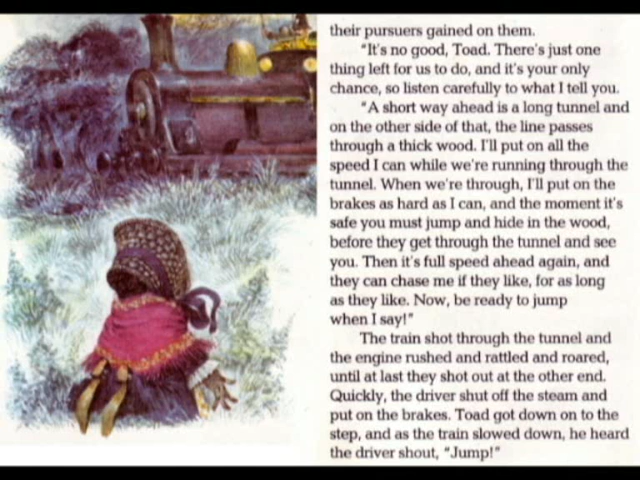 their pursuers gained on them.
"It's no good, Toad. There's just one
thing left for us to do, and it's your only
chance, so listen carefully to what I tell you.
"A short way ahead is a long tunnel and
on the other side of that, the line passes
through a thick wood. I'll put on all the
speed I can while we're running through the
tunnel. When we're through, I'll put on the
brakes as hard as I can, and the moment it's
safe you must jump and hide in the wood,
before they get through the tunnel and see
you. Then it's full speed ahead again, and
they can chase me if they like, for as long
as they like. Now, be ready to jump
when I say!"
The train shot through the tunnel and
the engine rushed and rattled and roared,
until at last they shot out at the other end.
Quickly, the driver shut off the steam and
put on the brakes. Toad got down on to the
step, and as the train slowed down, he heard
the driver shout, "Jump!"